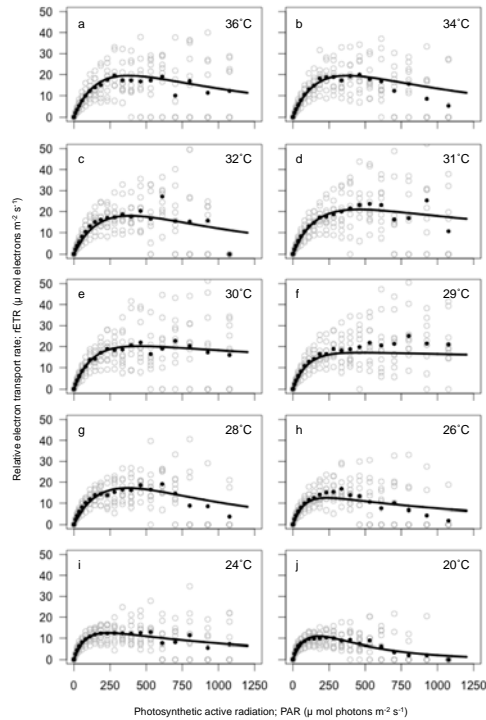 a 36˚C
b 34˚C
50
40
30
20
10
0
c 32˚C
d 31˚C
50
40
30
20
10
0
e 30˚C
f 29˚C
50
40
30
20
10
0
g 28˚C
h 26˚C
50
40
30
20
10
0
i 24˚C
j 20˚C
50
40
30
20
10
0
0 250 500 750 1000 1250
0 250 500 750 1000 1250
Relative electron transport rate; rETR (μ mol electrons m-2 s-1)
Photosynthetic active radiation; PAR (μ mol photons m-2 s-1)